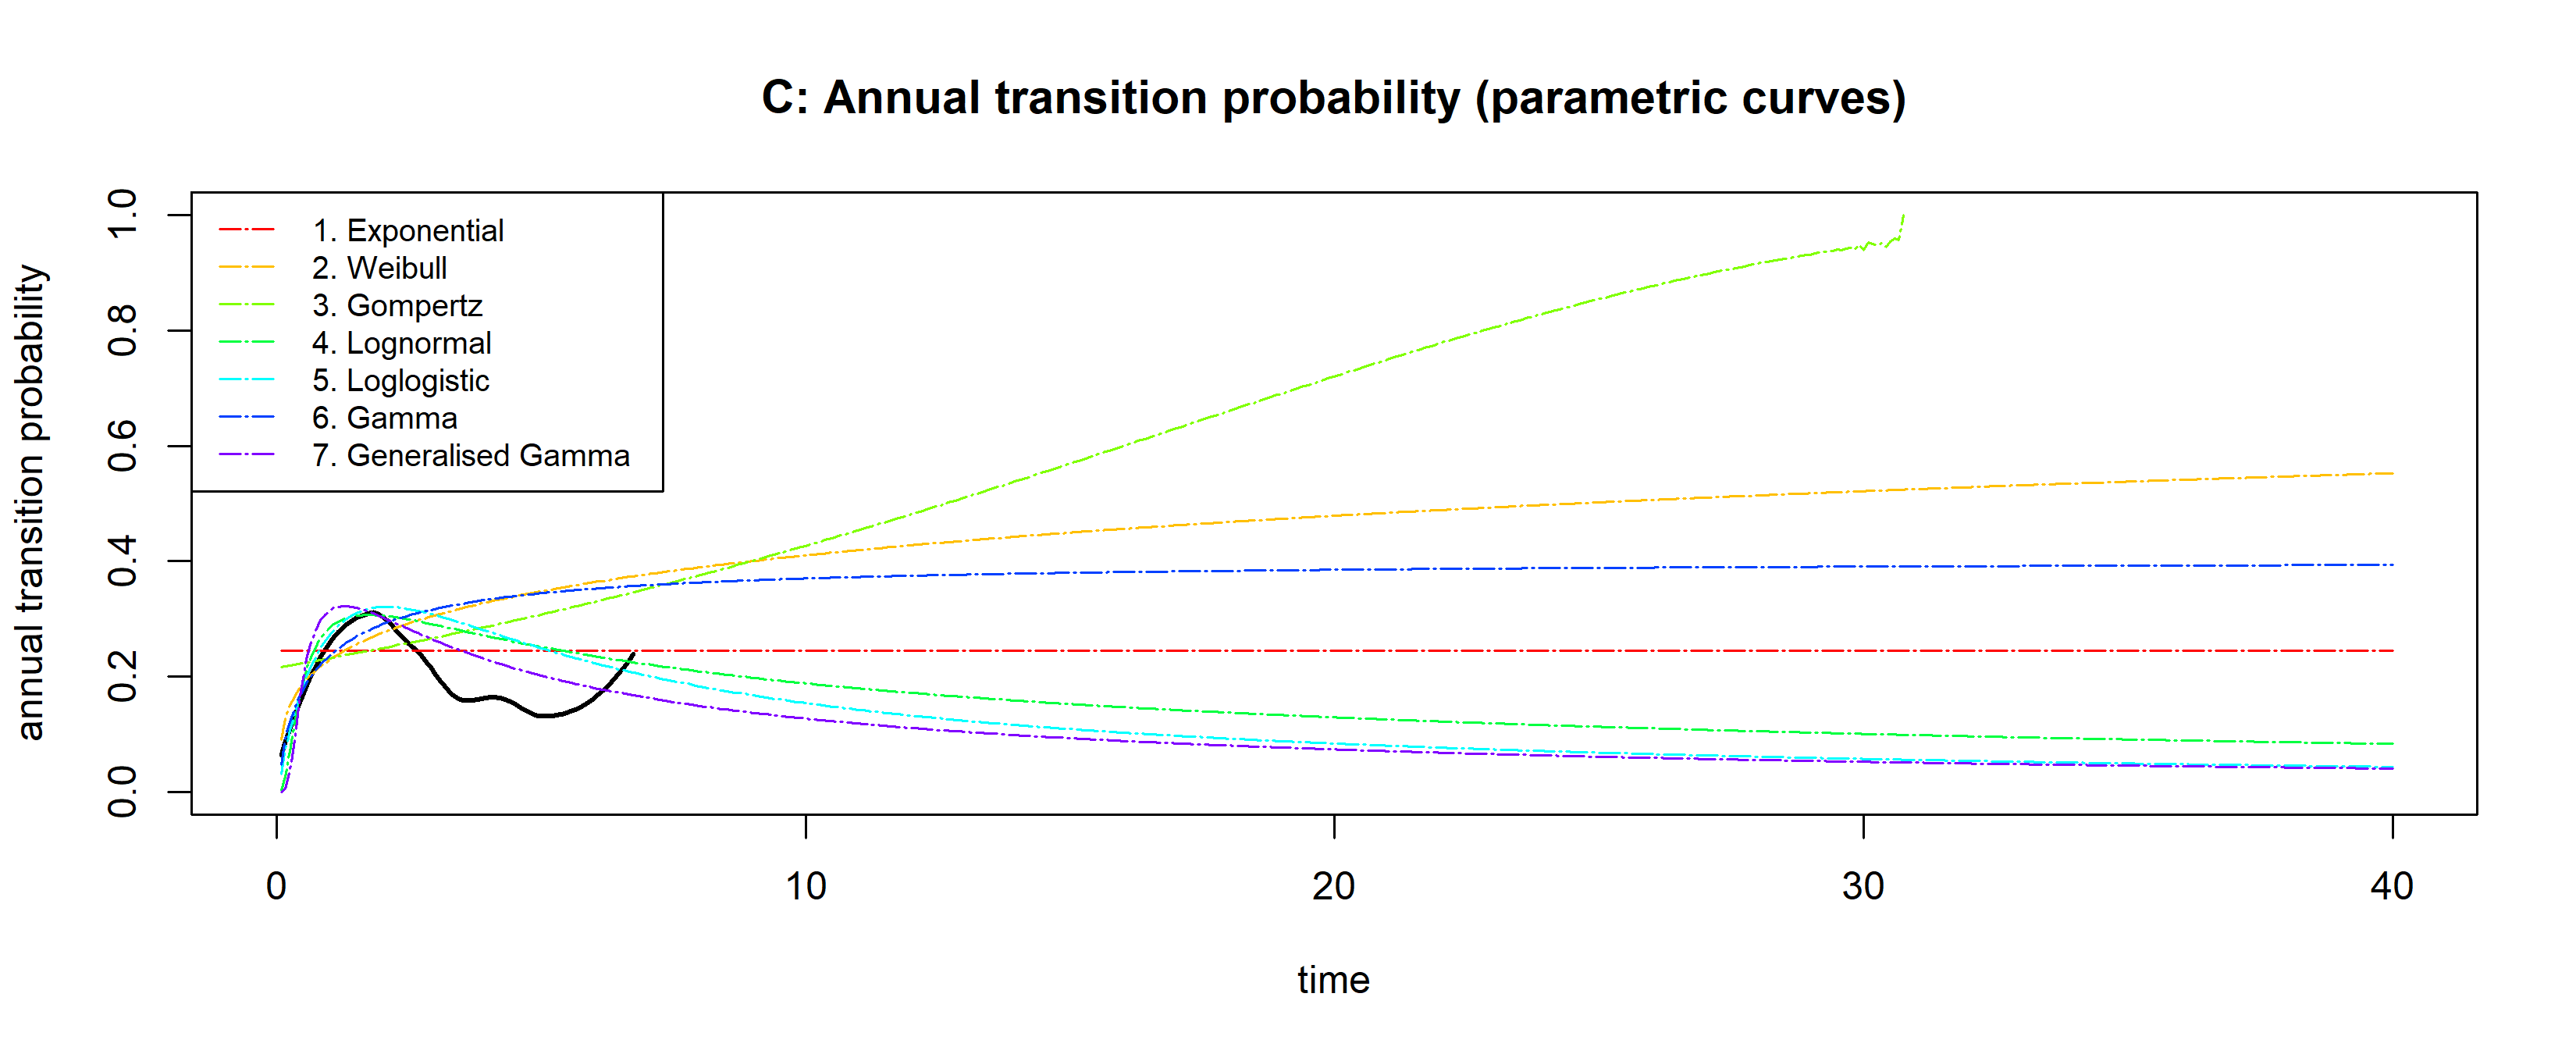 C: Annual transition probability (parametric curves)
annual transition probability
1.0
0.8
0.6
0.4
0.2
0.0
1. Exponential
2. Weibull
3. Gompertz
4. Lognormal
5. Loglogistic
6. Gamma
7. Generalised Gamma
0 10 20 30 40
time